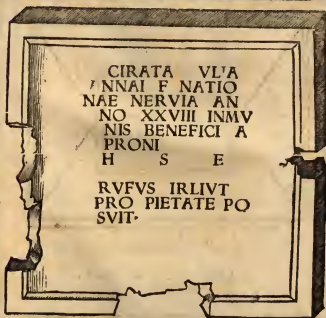 CIRATA VL'A
NNAI F NATIO
NAE NERVIA AN
NO XXVIII INMV
NIS BENEFICI A
PRONI
H S E
RVFVS IRLIVT
PRO PIETATE PO
SVIT·